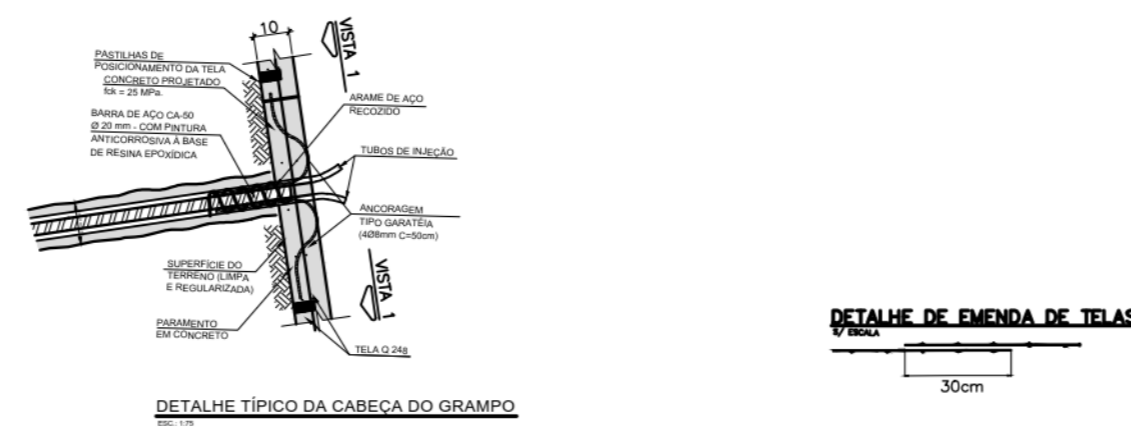 10
VISTA 1
PASTILHAS DE
POSICIONAMENTO DA TELA
CONCRETO PROJETADO
fck = 25 MPa.
BARRA DE AÇO CA-50
Ø 20 mm - COM PINTURA
ANTICORROSIVA À BASE
DE RESINA EPOXÍDICA
ARAME DE AÇO
RECOZIDO
TUBOS DE INJEÇÃO
ANCORAGEM
TIPO GARATÉIA
(4Ø8mm C=50cm)
SUPERFÍCIE DO
TERRENO (LIMPA
E REGULARIZADA)
VISTA 1
PARAMENTO
EM CONCRETO
TELA Q 248
DETALHE TÍPICO DA CABEÇA DO GRAMPO
ESC.: 1:75
DETALHE DE EMENDA DE TELAS
S/ ESCALA
30cm